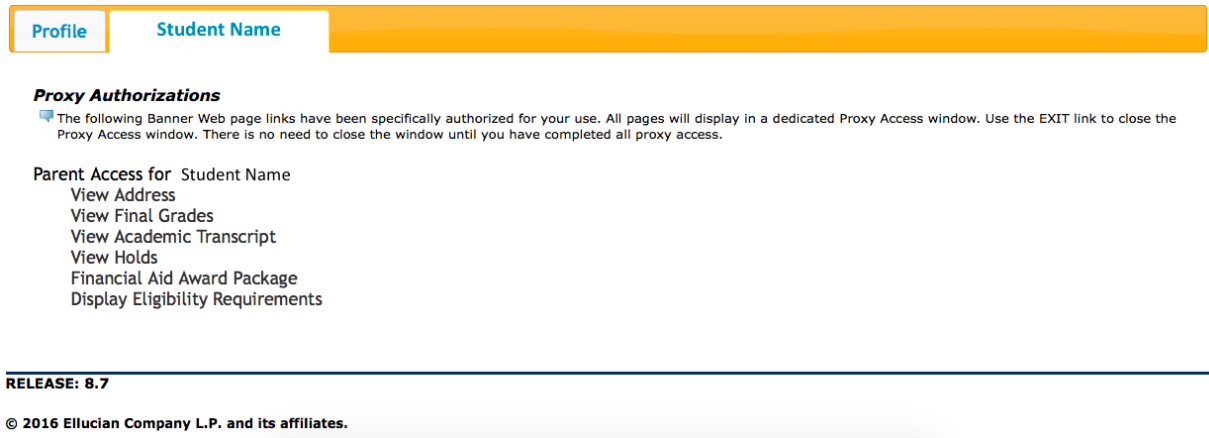 Profile
Student Name
Proxy Authorizations
The following Banner Web page links have been specifically authorized for your use. All pages will display in a dedicated Proxy Access window. Use the EXIT link to close the
Proxy Access window. There is no need to close the window until you have completed all proxy access.
Parent Access for Student Name
View Address
View Final Grades
View Academic Transcript
View Holds
Financial Aid Award Package
Display Eligibility Requirements
RELEASE: 8.7
© 2016 Ellucian Company L.P. and its affiliates.